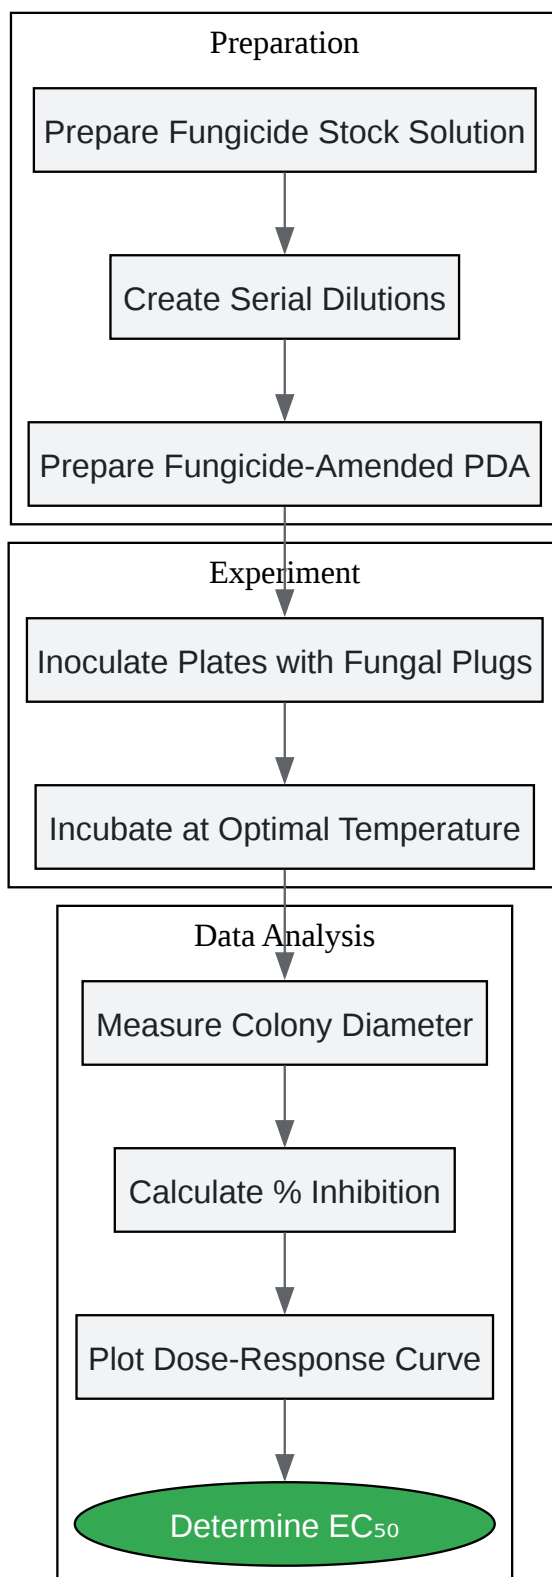 Preparation
Prepare Fungicide Stock Solution
Create Serial Dilutions
Prepare Fungicide-Amended PDA
Experiment
Inoculate Plates with Fungal Plugs
Incubate at Optimal Temperature
Data Analysis
Measure Colony Diameter
Calculate % Inhibition
Plot Dose-Response Curve
Determine EC₅₀